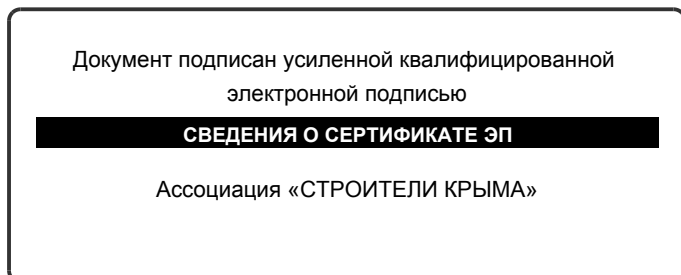 Документ подписан усиленной квалифицированной
электронной подписью
СВЕДЕНИЯ О СЕРТИФИКАТЕ ЭП
Ассоциация «СТРОИТЕЛИ КРЫМА»